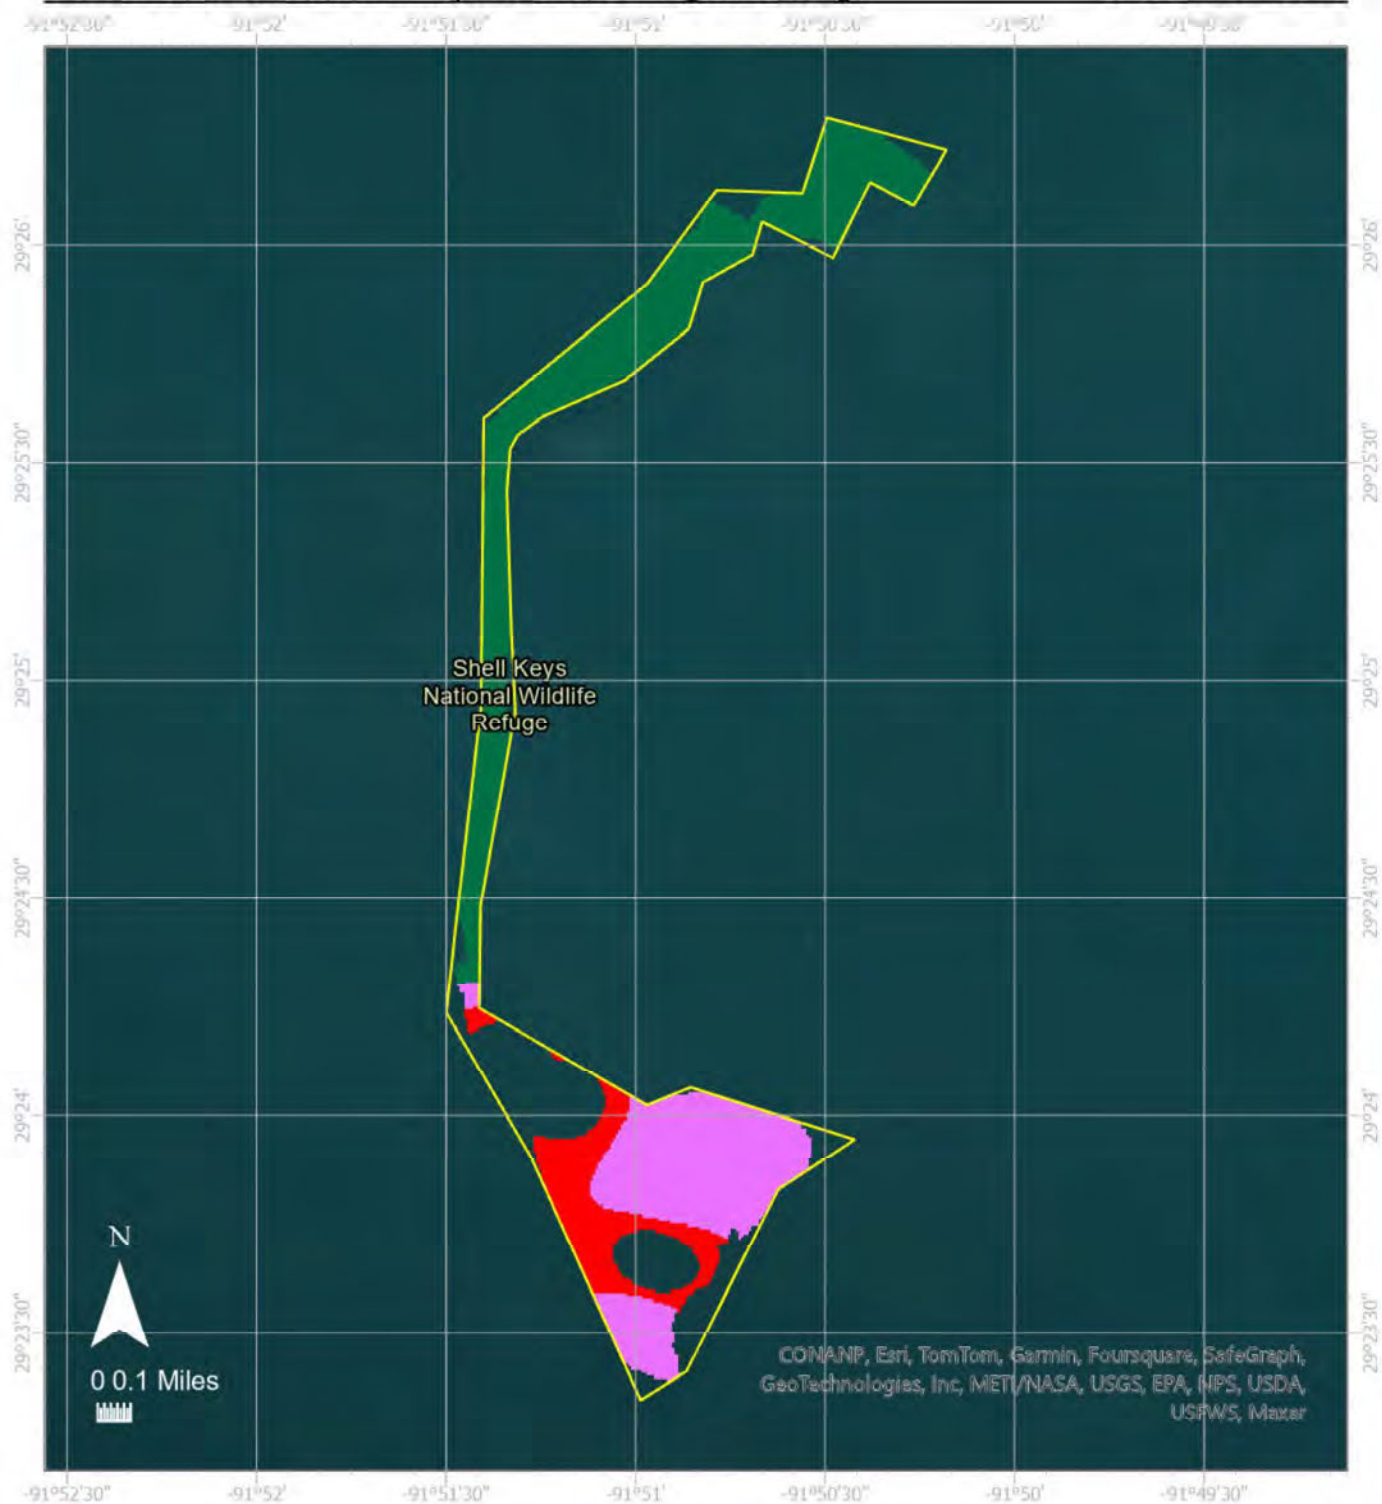 -91°52'30" -91°52' -91°51'30" -91°51' -91°50'30" -91°50' -91°49'30"
29°26' 29°26'
29°25'30" 29°25'30"
Shell Keys
National Wildlife
Refuge
29°25' 29°25'
29°24'30" 29°24'30"
29°24' 29°24'
N
29°23'30" 29°23'30"
0 0.1 Miles
CONANP, Esri, TomTom, Garmin, Foursquare, SafeGraph,
GeoTechnologies, Inc, METI/NASA, USGS, EPA, NPS, USDA,
USFWS, Maxar
-91°52'30" -91°52' -91°51'30" -91°51' -91°50'30" -91°50' -91°49'30"